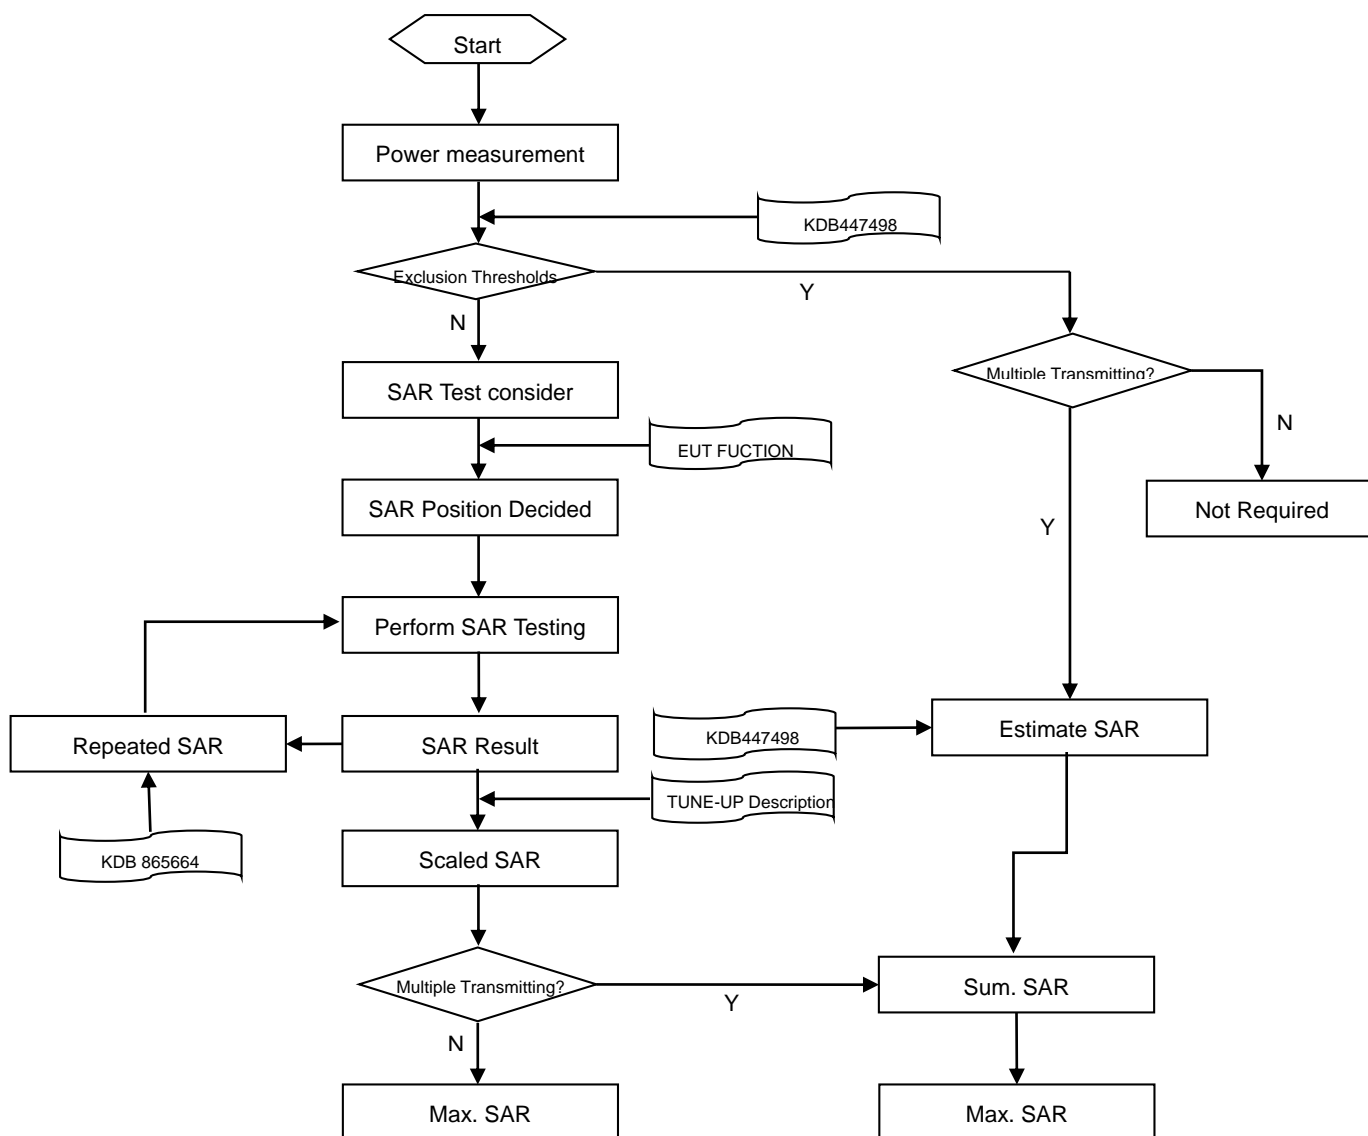 Start
Power measurement
KDB447498
Exclusion Thresholds
Y
N
Multiple Transmitting?
SAR Test consider
N
EUT FUCTION
SAR Position Decided
Not Required
Y
Perform SAR Testing
Repeated SAR
SAR Result
KDB447498
Estimate SAR
TUNE-UP Description
KDB 865664
Scaled SAR
Multiple Transmitting?
Y
Sum. SAR
N
Max. SAR
Max. SAR